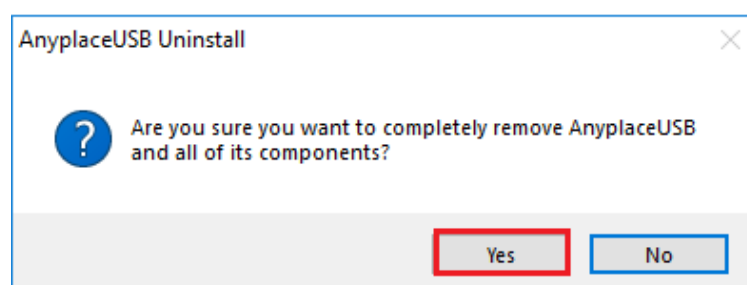 AnyplaceUSB Uninstall
?
Are you sure you want to completely remove AnyplaceUSB
and all of its components?
Yes
No